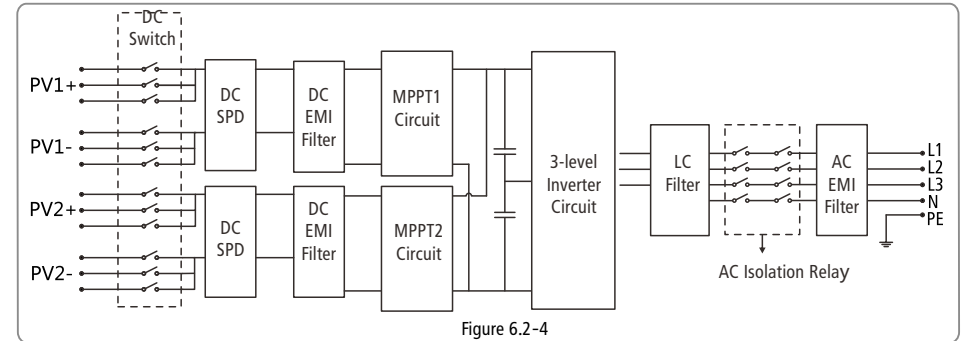 DC
Switch
PV1+
PV1-
PV2+
PV2-
DC
SPD
DC
EMI
Filter
MPPT1
Circuit
DC
SPD
DC
EMI
Filter
MPPT2
Circuit
3-level
Inverter
Circuit
LC
Filter
AC Isolation Relay
AC
EMI
Filter
L1
L2
L3
N
PE
Figure 6.2-4